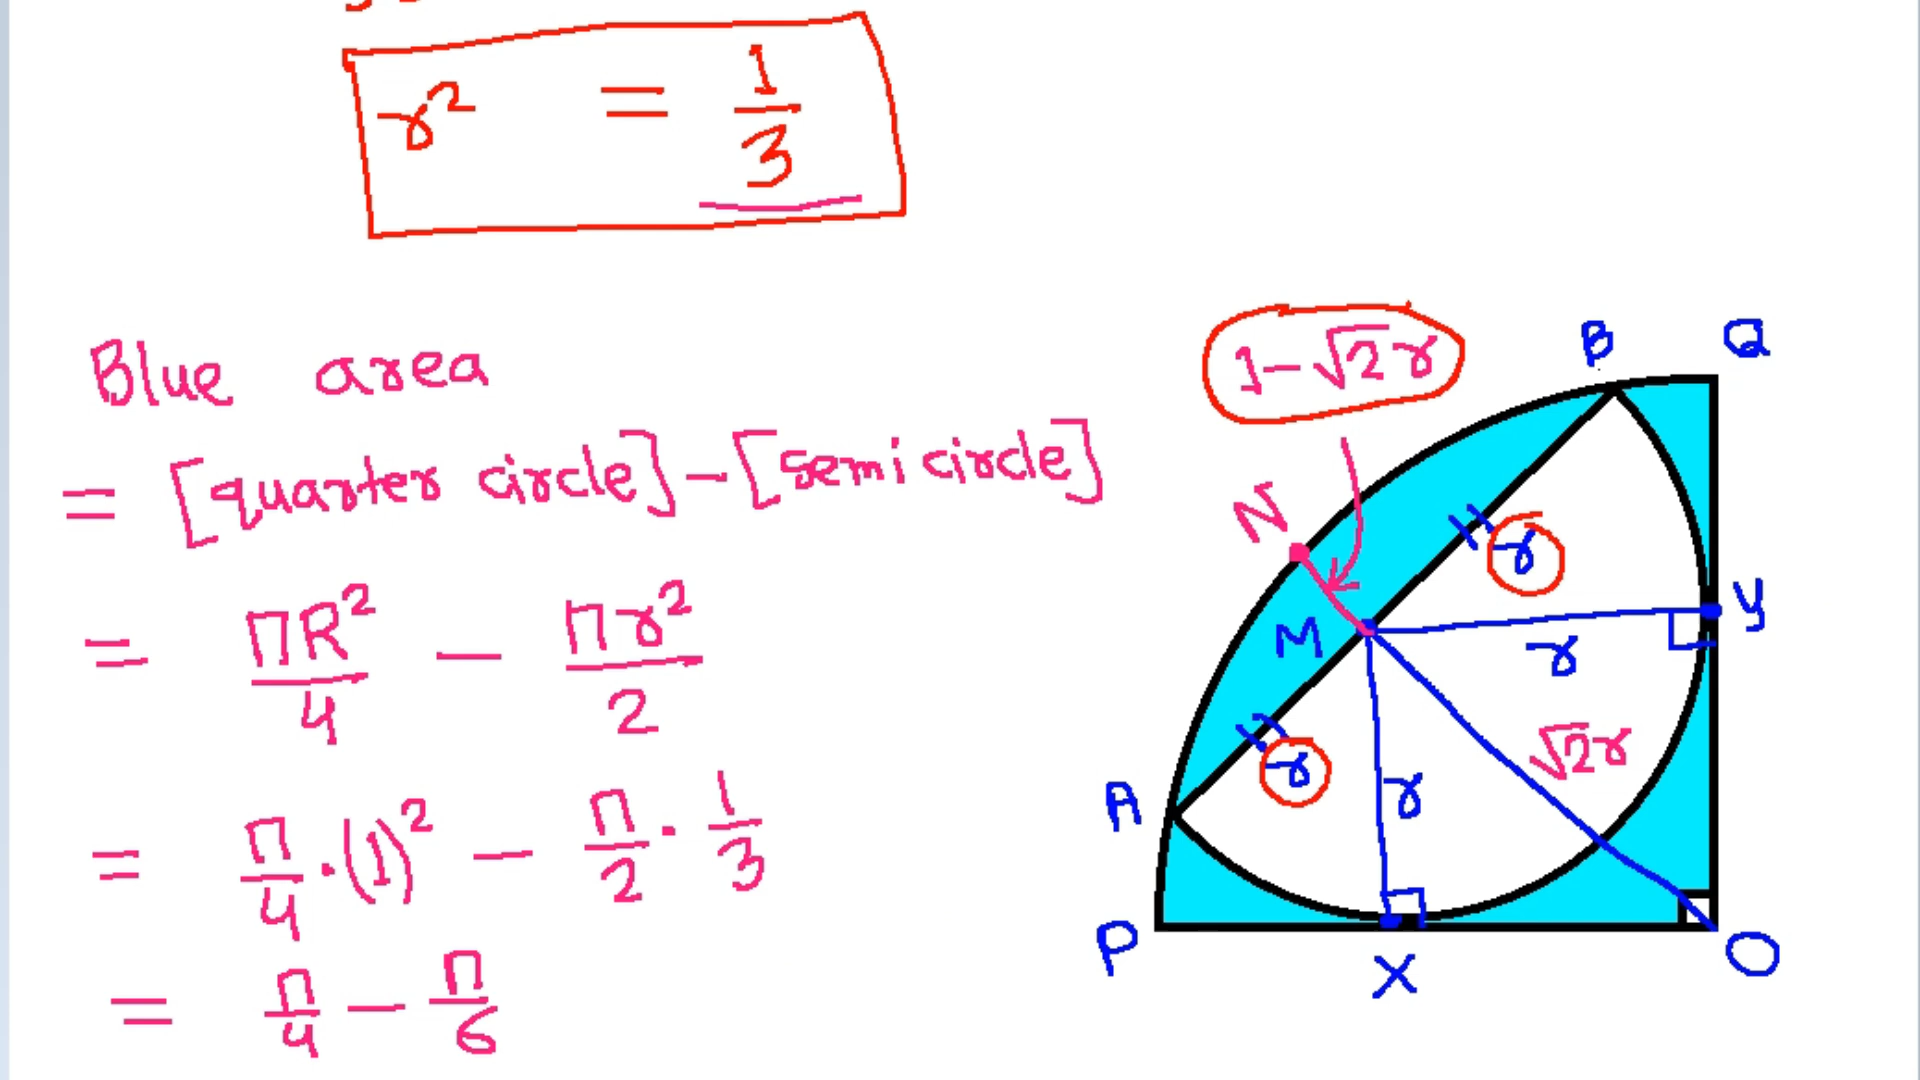 r² = 1/3
Blue area
= [quarter circle] - [semi circle]
= ΠR²/4 - Πr²/2
= Π/4 · (1)² - Π/2 · 1/3
= Π/4 - Π/6
1-√2r
B Q
N
r
M
r
Y
√2r
r
r
A
P
X
O